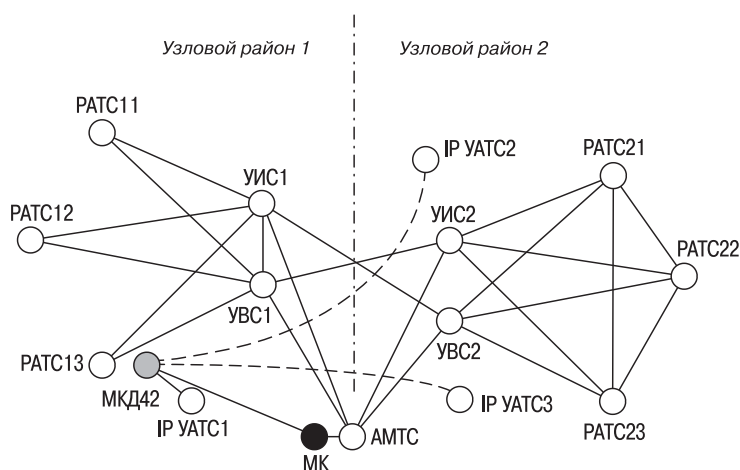 Узловой район 1
Узловой район 2
РАТС11
IP УАТС2
РАТС21
УИС1
РАТС12
УИС2
РАТС22
УВС1
УВС2
РАТС13
МКД42
IP УАТС1
IP УАТС3
РАТС23
АМТС
МК